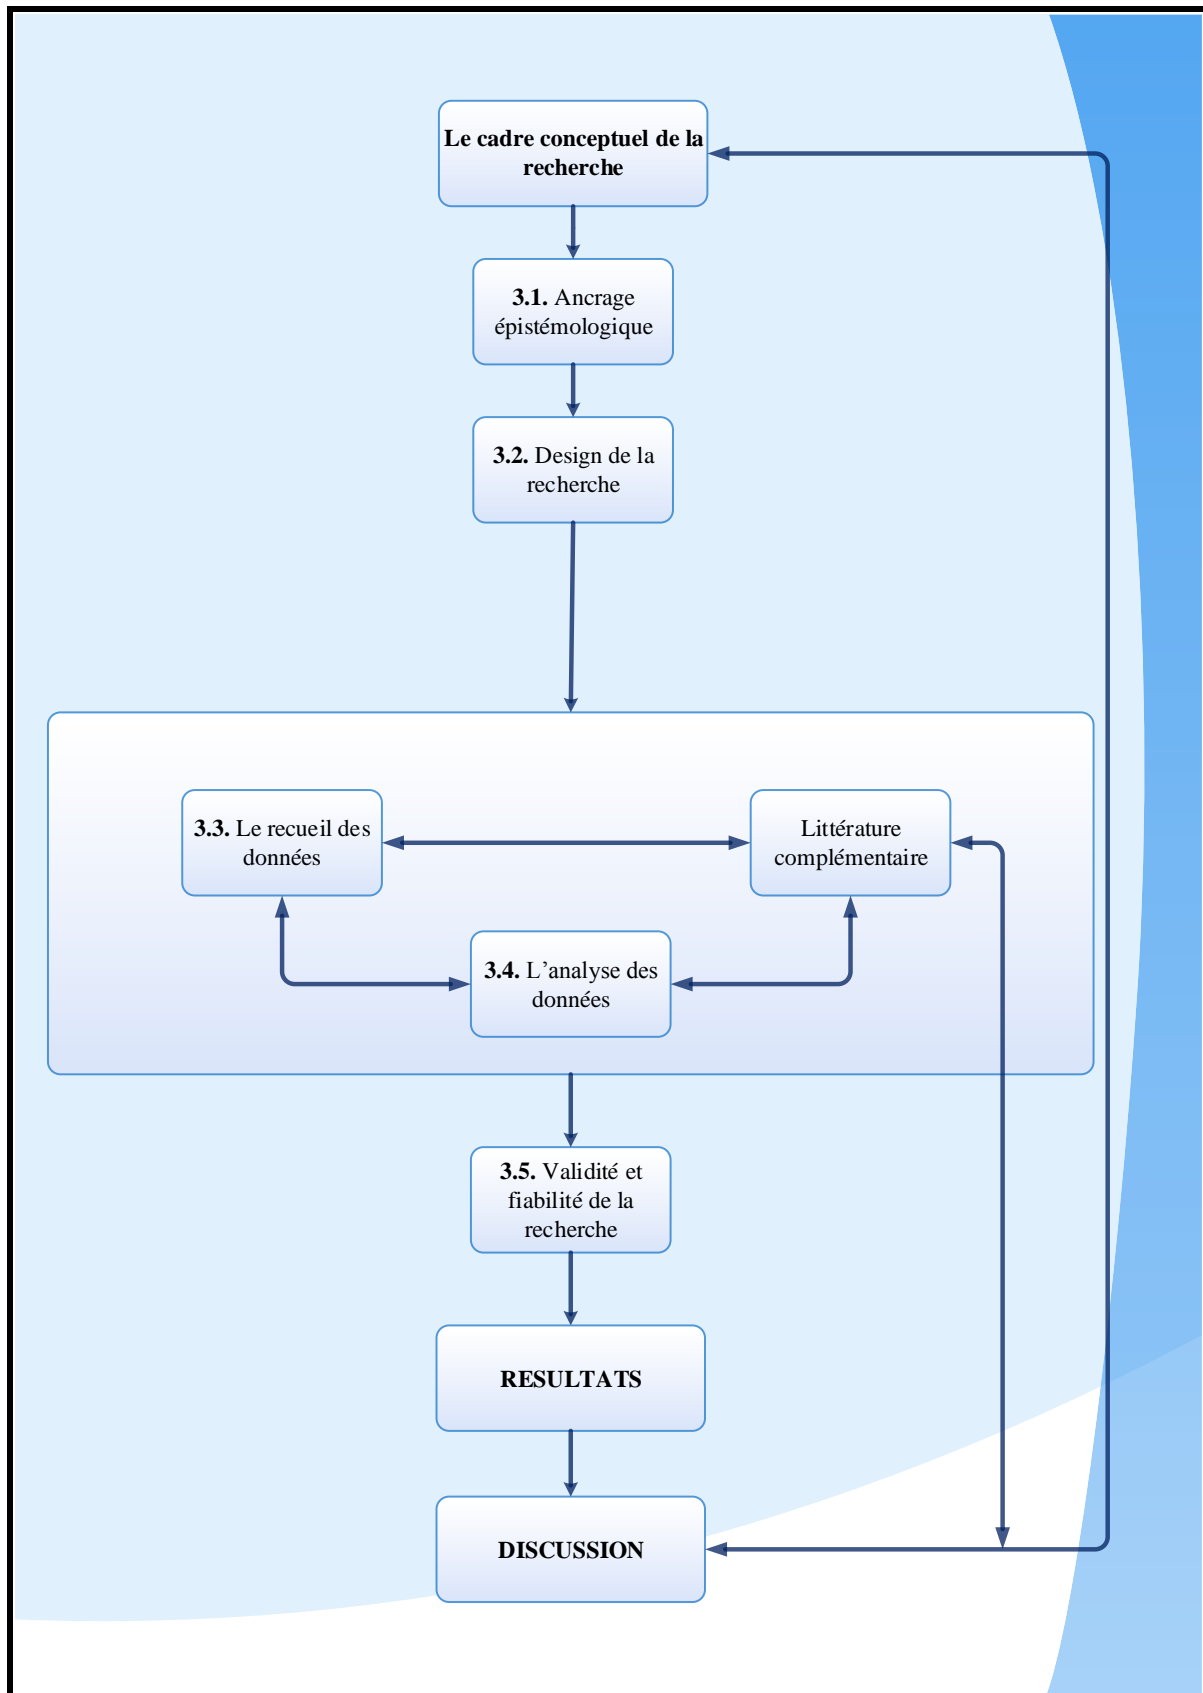 Le cadre conceptuel de la
recherche
3.1. Ancrage
épistémologique
3.2. Design de la
recherche
3.3. Le recueil des
données
Littérature
complémentaire
3.4. L’analyse des
données
3.5. Validité et
fiabilité de la
recherche
RESULTATS
DISCUSSION